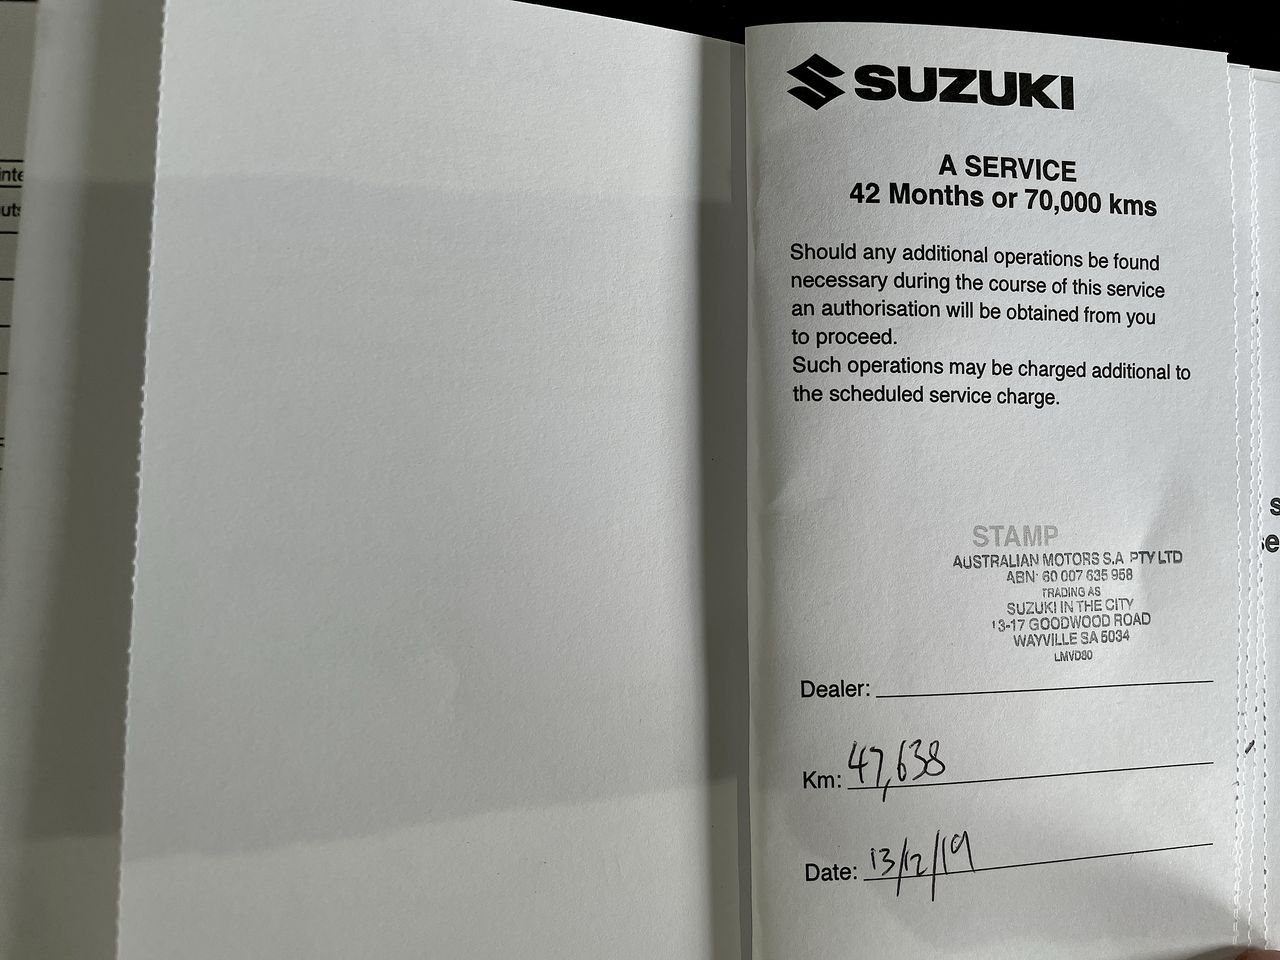 inte
uts
SUZUKI
A SERVICE
42 Months or 70,000 kms
Should any additional operations be found
necessary during the course of this service
an authorisation will be obtained from you
to proceed.
Such operations may be charged additional to
the scheduled service charge.
STAMP
AUSTRALIAN MOTORS S.A PTY LTD
ABN: 60 007 635 958
TRADING AS
SUZUKI IN THE CITY
13-17 GOODWOOD ROAD
WAYVILLE SA 5034
LMVD80
Dealer:
Km: 47,638
Date: 13/12/19